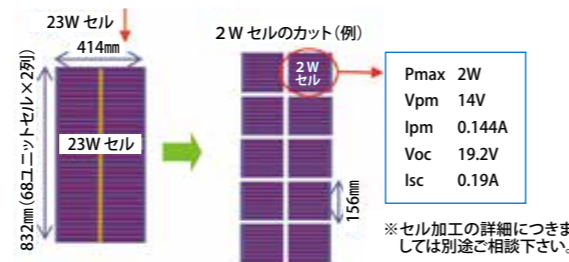 23W セル
414㎜
832㎜(68ユニットセル×2列)
23W セル
2Wセルのカット(例)
2W
セル
156㎜
Pmax 2W
Vpm 14V
Ipm 0.144A
Voc 19.2V
Isc 0.19A
※セル加工の詳細につきま
しては別途ご相談下さい。